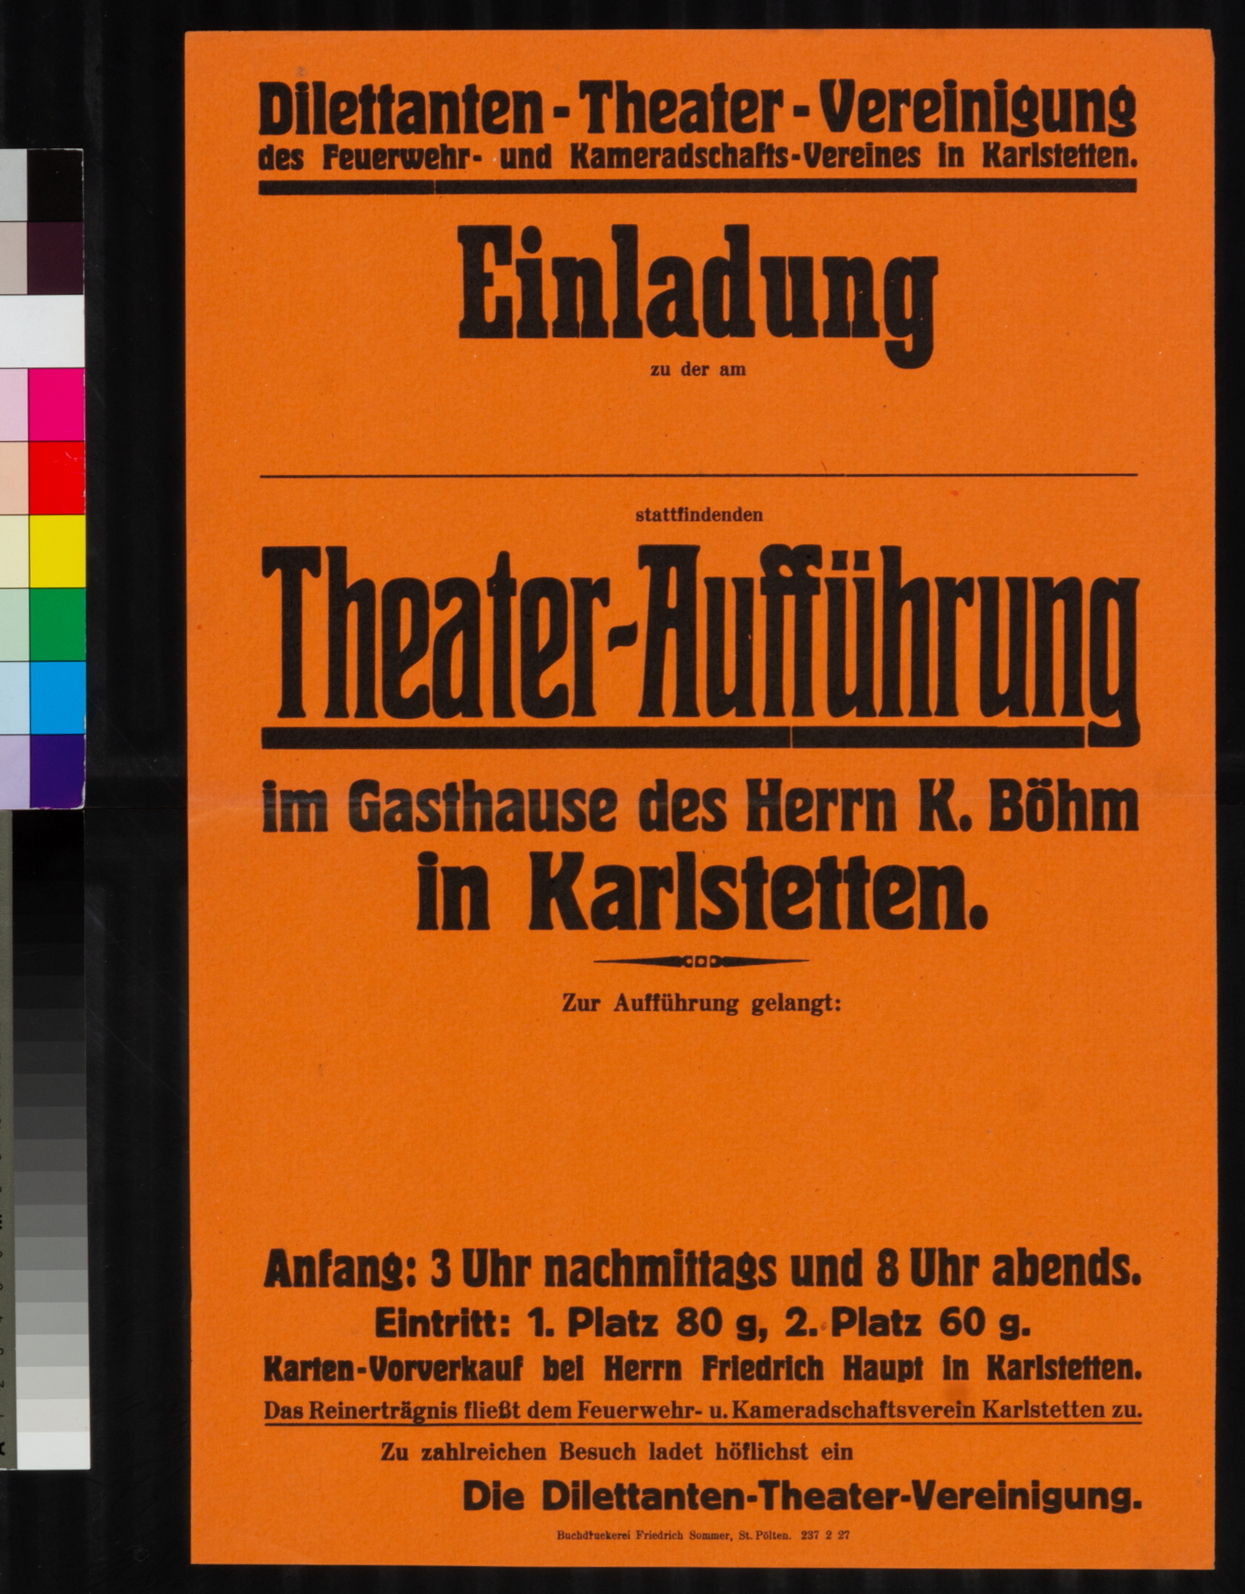 Dilettanten-Theater-Vereinigung
des Feuerwehr- und Kameradschafts-Vereines in Karlstetten.
Einladung
zu der am
stattfindenden
Theater-Aufführung
im Gasthause des Herrn K. Böhm
in Karlstetten.
Zur Aufführung gelangt:
Anfang: 3 Uhr nachmittags und 8 Uhr abends.
Eintritt: 1. Platz 80 g, 2. Platz 60 g.
Karten-Vorverkauf bei Herrn Friedrich Haupt in Karlstetten.
Das Reinerträgnis fließt dem Feuerwehr- u. Kameradschaftsverein Karlstetten zu.
Zu zahlreichen Besuch ladet höflichst ein
Die Dilettanten-Theater-Vereinigung.
Buchdruckerei Friedrich Sommer, St. Pölten. 237 2 27